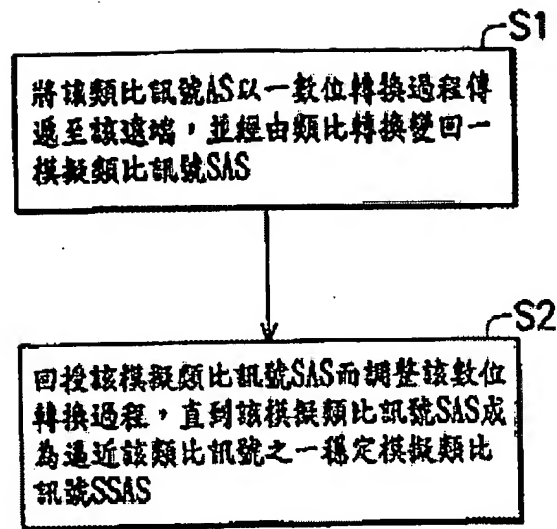 S1
將該類比訊號AS以一數位轉換過程傳
遞至該遠端，並經由類比轉換變回一
模擬類比訊號SAS
S2
回授該模擬類比訊號SAS而調整該數位
轉換過程，直到該模擬類比訊號SAS成
為逼近該類比訊號之一穩定模擬類比
訊號SSAS